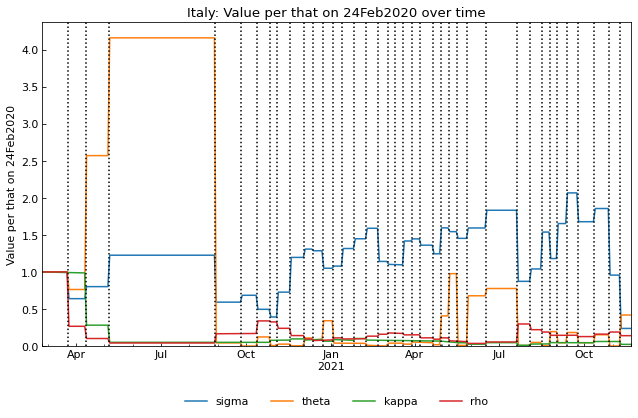 Italy: Value per that on 24Feb2020 over time
Value per that on 24Feb2020
4.0
3.5
3.0
2.5
2.0
1.5
1.0
0.5
0.0
Apr Jul Oct Jan Apr Jul Oct
2021
sigma theta kappa rho